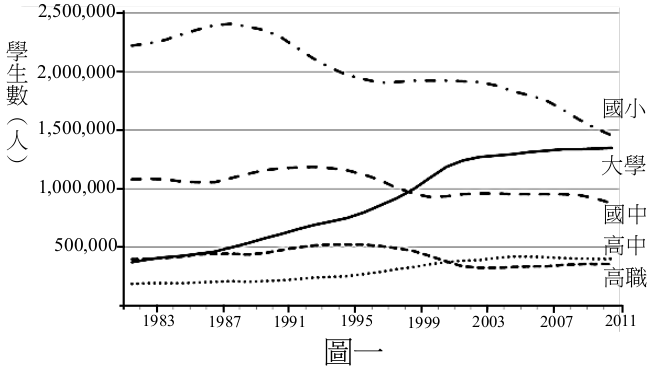 2,500,000
2,000,000
1,500,000
1,000,000
500,000
學生數（人）
國小
大學
國中
高中
高職
1983 1987 1991 1995 1999 2003 2007 2011
圖一